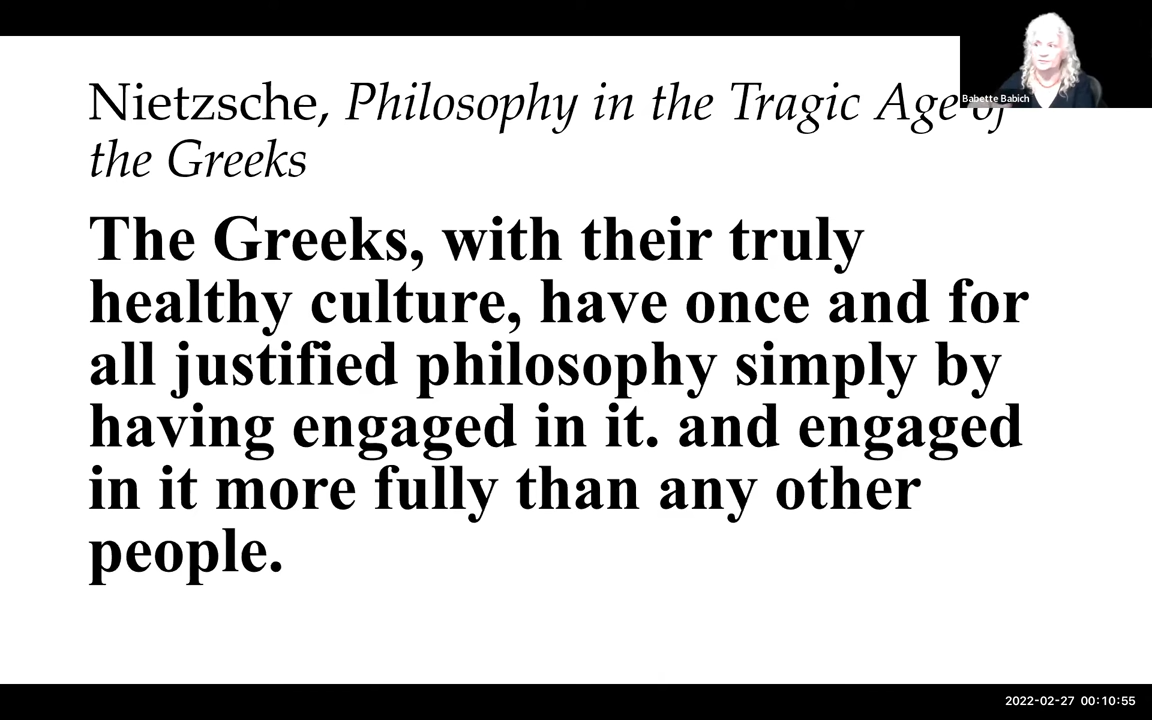 Nietzsche, Philosophy in the Tragic Age of
the Greeks
Babette Babich
The Greeks, with their truly
healthy culture, have once and for
all justified philosophy simply by
having engaged in it. and engaged
in it more fully than any other
people.
2022-02-27 00:10:55